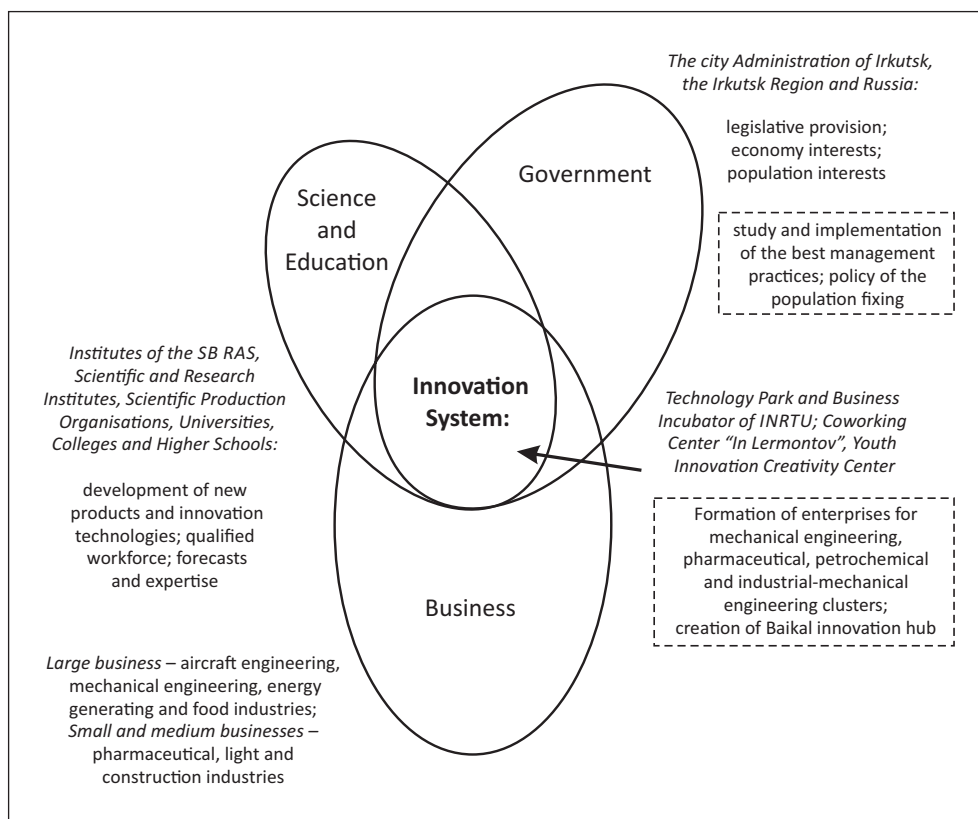 The city Administration of Irkutsk,
the Irkutsk Region and Russia:
legislative provision;
economy interests;
population interests
Government
Science
and
Education
study and implementation
of the best management
practices; policy of the
population fixing
Institutes of the SB RAS,
Scientific and Research
Institutes, Scientific Production
Organisations, Universities,
Colleges and Higher Schools:
development of new
products and innovation
technologies; qualified
workforce; forecasts
and expertise
Innovation
System:
Technology Park and Business
Incubator of INRTU; Coworking
Center “In Lermontov”, Youth
Innovation Creativity Center
Formation of enterprises for
mechanical engineering,
pharmaceutical, petrochemical
and industrial-mechanical
engineering clusters;
creation of Baikal innovation hub
Business
Large business – aircraft engineering,
mechanical engineering, energy
generating and food industries;
Small and medium businesses –
pharmaceutical, light and
construction industries